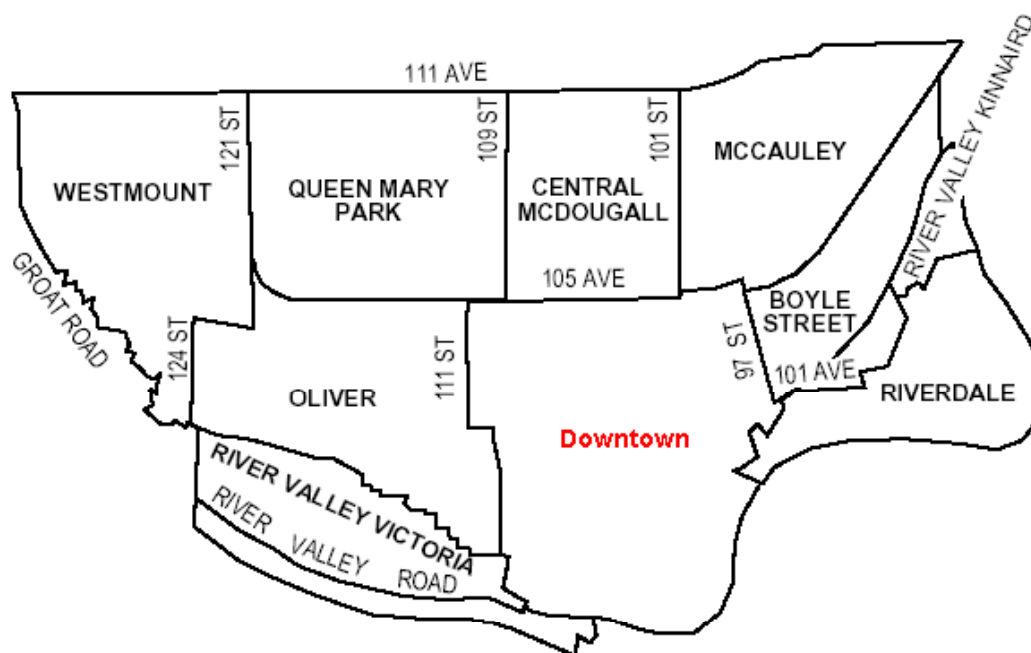 111 AVE
RIVER VALLEY KINNAIRD
121 ST
109 ST
101 ST
MCCAULEY
WESTMOUNT
QUEEN MARY
PARK
CENTRAL
MCDOUGALL
GROAT ROAD
105 AVE
BOYLE
STREET
124 ST
111 ST
97 ST
101 AVE
OLIVER
RIVERDALE
Downtown
RIVER VALLEY VICTORIA
RIVER VALLEY ROAD